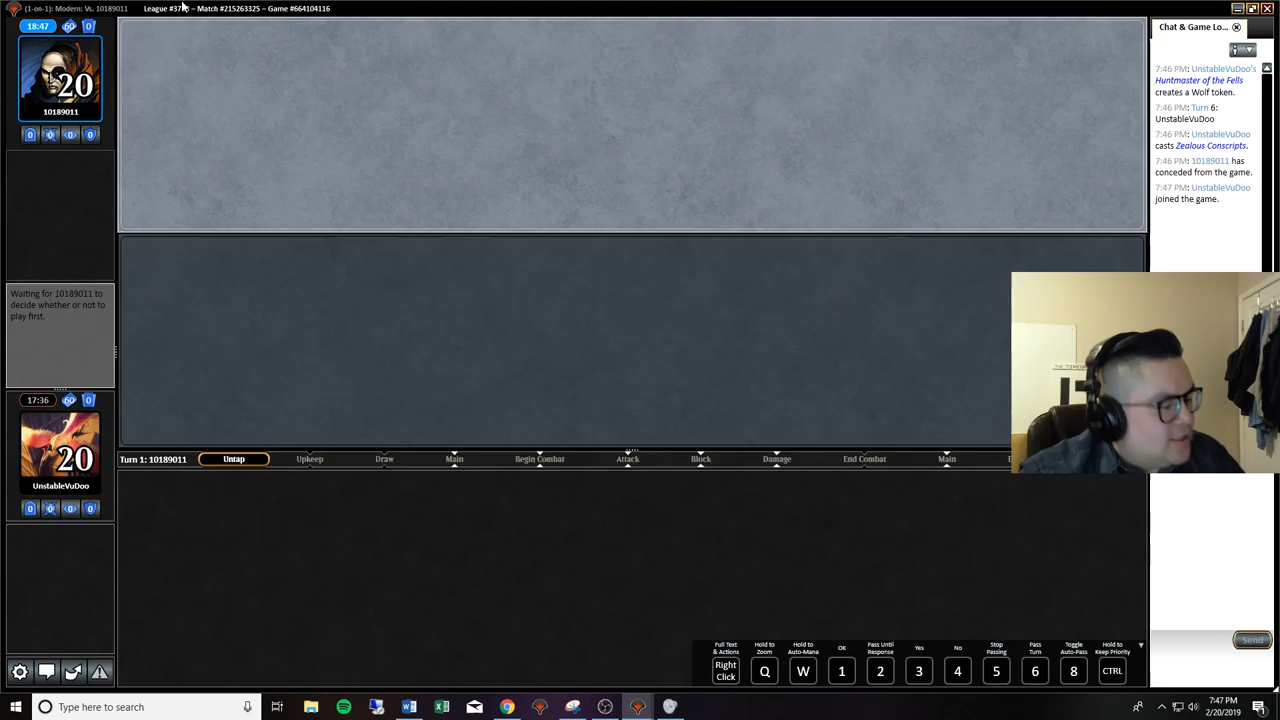 (1-on-1): Modern: Vs. 10189011
League #37 – Match #215263325 – Game #664104116
18:47
60
0
20
10189011
0
0
0
0
Waiting for 10189011 to
decide whether or not to
play first.
17:36
60
0
20
UnstableVuDoo
0
0
0
0
Turn 1: 10189011
Untap
Upkeep
Draw
Main
Begin Combat
Attack
Block
Damage
End Combat
Main
Chat & Game Lo...
7:46 PM: UnstableVuDoo's
Huntmaster of the Fells
creates a Wolf token.
7:46 PM: Turn 6:
UnstableVuDoo
7:46 PM: UnstableVuDoo
casts Zealous Conscripts.
7:46 PM: 10189011 has
conceded from the game.
7:47 PM: UnstableVuDoo
joined the game.
Send
Full Text
& Actions
Right
Click
Hold to
Zoom
Q
Hold to
Auto-Mana
W
OK
1
Pass Until
Response
2
Yes
3
No
4
Stop
Passing
5
Pass
Turn
6
Toggle
Auto-Pass
8
Hold to
Keep Priority
CTRL
Type here to search
7:47 PM
2/20/2019
1